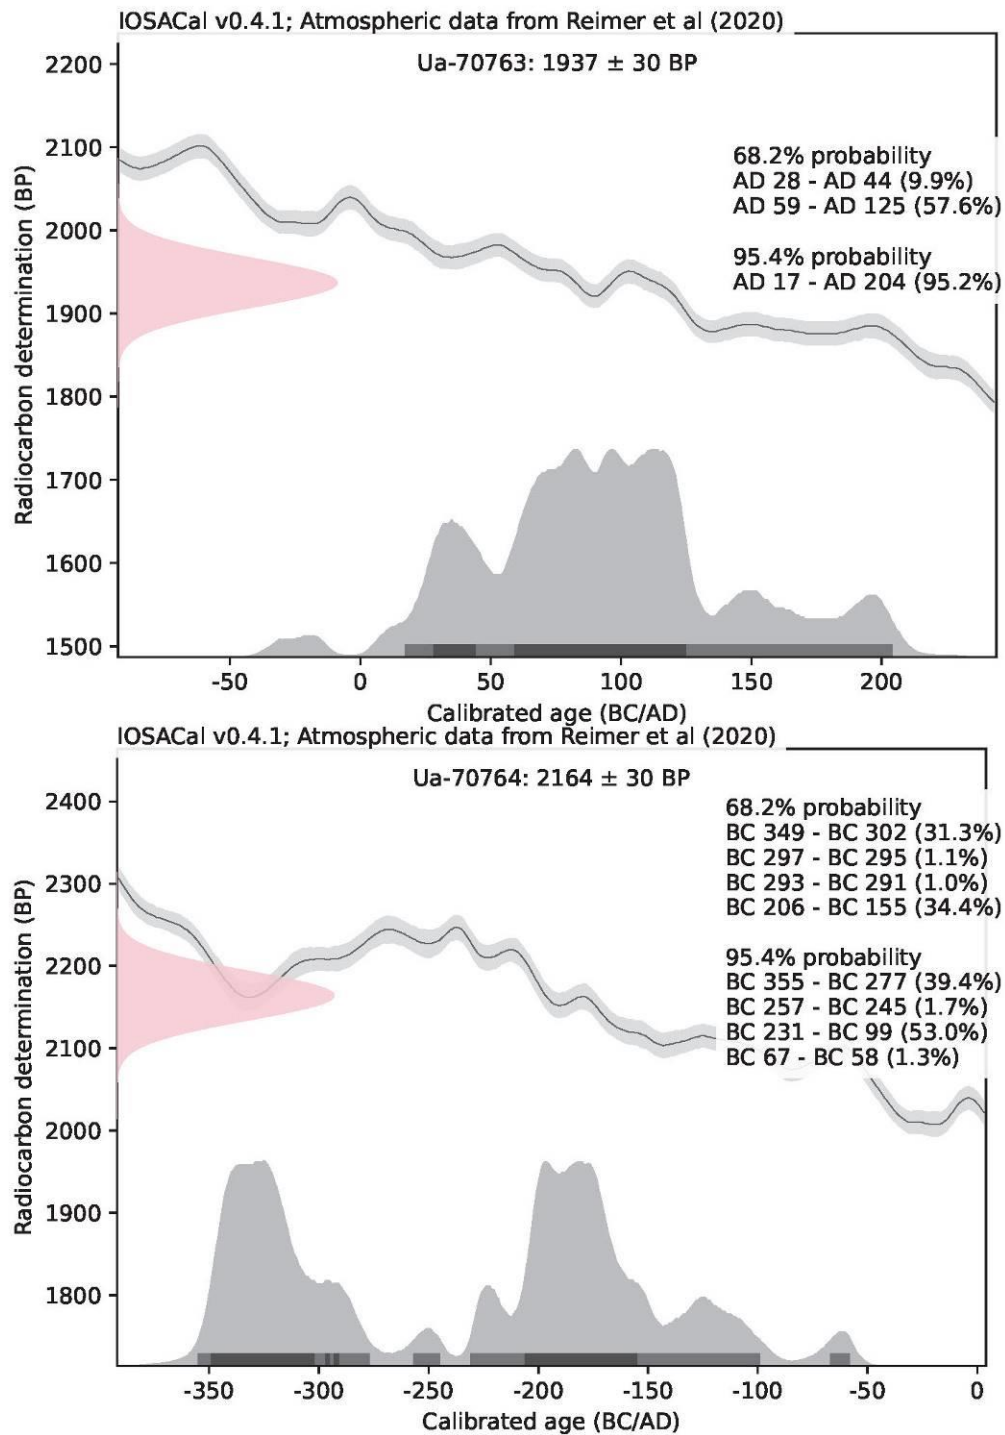 IOSACal v0.4.1; Atmospheric data from Reimer et al (2020)
Ua-70763: 1937 ± 30 BP
2200
2100
2000
1900
1800
1700
1600
1500
Radiocarbon determination (BP)
68.2% probability
AD 28 - AD 44 (9.9%)
AD 59 - AD 125 (57.6%)
95.4% probability
AD 17 - AD 204 (95.2%)
-50 0 50 100 150 200
Calibrated age (BC/AD)
IOSACal v0.4.1; Atmospheric data from Reimer et al (2020)
Ua-70764: 2164 ± 30 BP
2400
2300
2200
2100
2000
1900
1800
Radiocarbon determination (BP)
68.2% probability
BC 349 - BC 302 (31.3%)
BC 297 - BC 295 (1.1%)
BC 293 - BC 291 (1.0%)
BC 206 - BC 155 (34.4%)
95.4% probability
BC 355 - BC 277 (39.4%)
BC 257 - BC 245 (1.7%)
BC 231 - BC 99 (53.0%)
BC 67 - BC 58 (1.3%)
-350 -300 -250 -200 -150 -100 -50 0
Calibrated age (BC/AD)